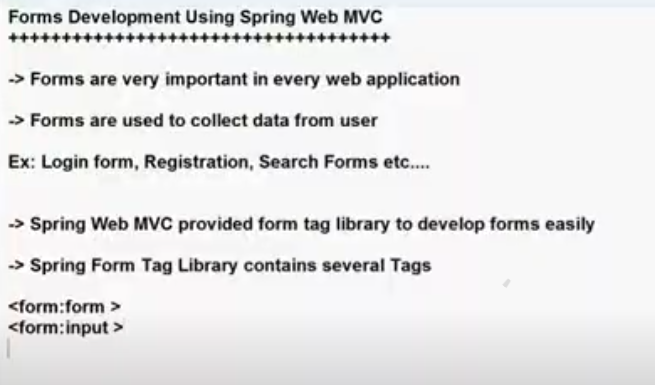 Forms Development Using Spring Web MVC
++++++++++++++++++++++++++++++++++++
-> Forms are very important in every web application
-> Forms are used to collect data from user
Ex: Login form, Registration, Search Forms etc....
-> Spring Web MVC provided form tag library to develop forms easily
-> Spring Form Tag Library contains several Tags
<form:form >
<form:input >